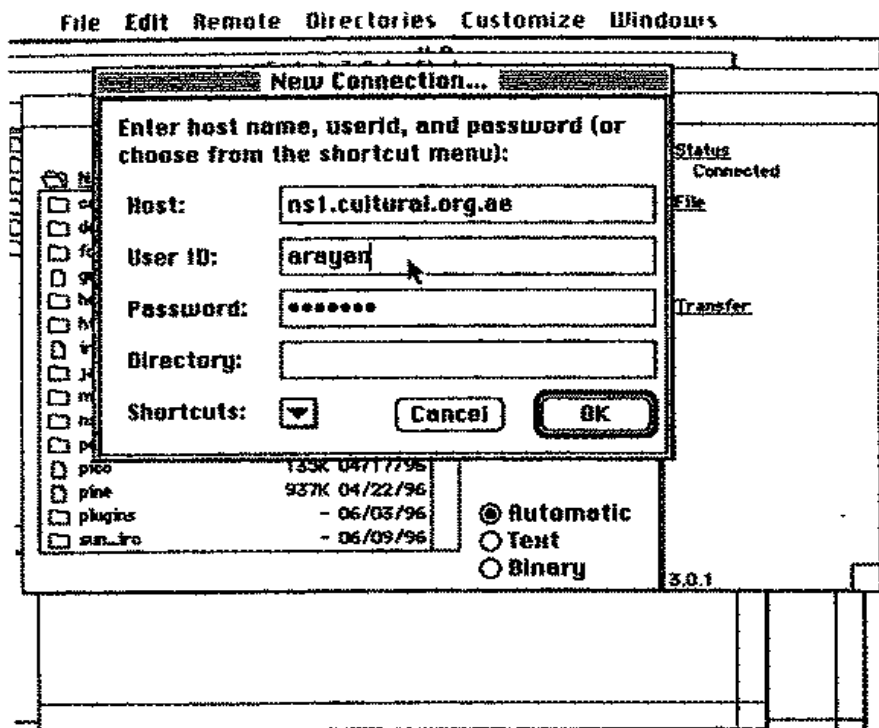 File Edit Remote Directories Customize Windows
New Connection...
Enter host name, userid, and password (or
choose from the shortcut menu):
Host: ns1.cultural.org.ae
User ID: arayan
Password: •••••••
Directory:
Shortcuts:
Cancel OK
Status
Connected
File
Transfer
pico 04/17/96
pine 937K 04/22/96
plugins - 06/03/96
- 06/09/96
Automatic
Text
Binary
3.0.1